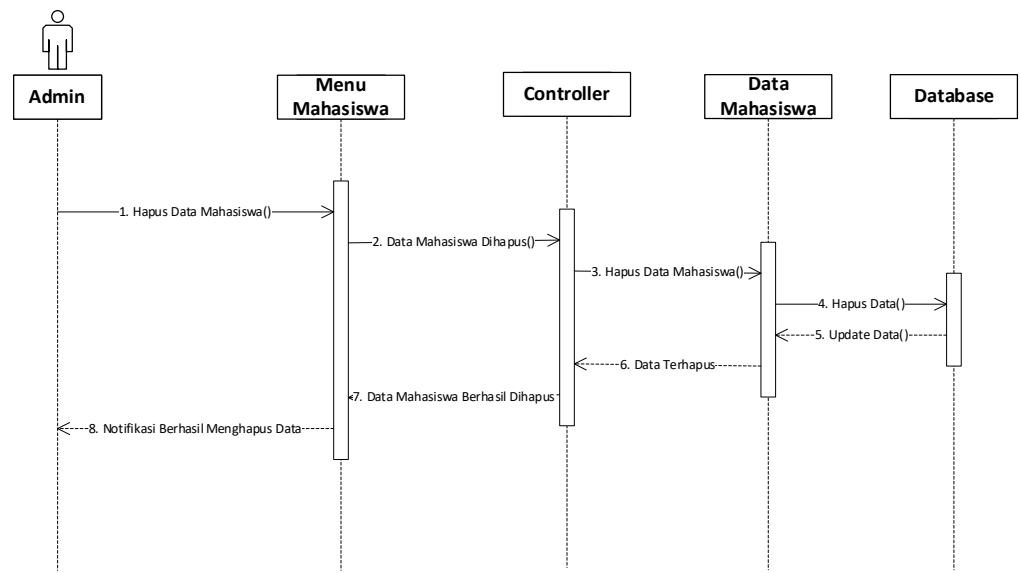 Admin
Menu
Mahasiswa
Controller
Data
Mahasiswa
Database
1. Hapus Data Mahasiswa()
2. Data Mahasiswa Dihapus()
3. Hapus Data Mahasiswa()
4. Hapus Data()
5. Update Data()
6. Data Terhapus
7. Data Mahasiswa Berhasil Dihapus
8. Notifikasi Berhasil Menghapus Data